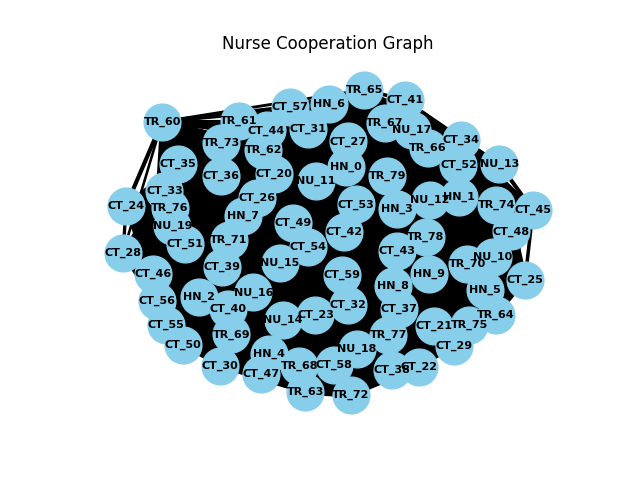 Nurse Cooperation Graph
TR_65
CT_41
HN_6
CT_57
TR_60
TR_61
TR_67
CT_44
CT_31
NU_17
CT_34
TR_73
CT_27
TR_66
TR_62
CT_35
CT_52
NU_13
HN_0
CT_20
CT_36
TR_79
NU_11
CT_33
CT_26
HN_1
NU_12
CT_53
TR_74
CT_24
TR_76
HN_3
CT_45
HN_7
CT_49
NU_19
CT_42
CT_48
TR_78
TR_71
CT_51
CT_54
CT_43
CT_28
NU_10
NU_15
TR_70
CT_39
CT_46
CT_59
HN_9
CT_25
HN_8
HN_5
NU_16
HN_2
CT_56
CT_32
CT_40
CT_37
CT_23
TR_64
NU_14
CT_55
CT_21
TR_75
TR_69
TR_77
CT_50
CT_29
NU_18
HN_4
CT_30
TR_68
CT_58
CT_22
CT_47
TR_63
TR_72